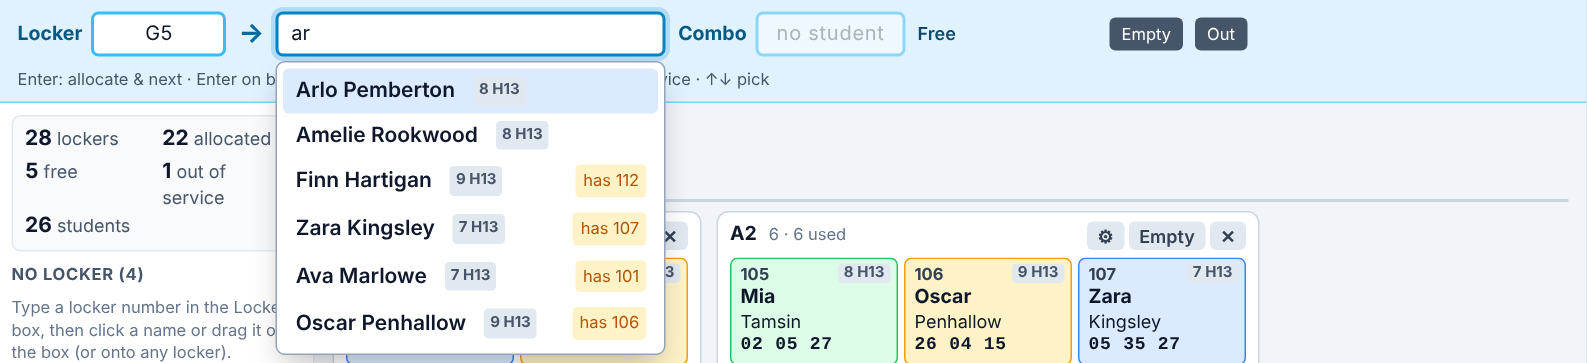 Locker G5 → ar Combo no student Free Empty Out
Enter: allocate & next · Enter on b vice · ↑↓ pick
Arlo Pemberton 8 H13
Amelie Rookwood 8 H13
Finn Hartigan 9 H13 has 112
Zara Kingsley 7 H13 has 107
Ava Marlowe 7 H13 has 101
Oscar Penhallow 9 H13 has 106
28 lockers 22 allocated
5 free 1 out of
service
26 students
NO LOCKER (4)
Type a locker number in the Locke
box, then click a name or drag it o
the box (or onto any locker).
×
A2 6 · 6 used ⚙ Empty ×
105 8 H13
Mia
Tamsin
02 05 27
106 9 H13
Oscar
Penhallow
26 04 15
107 7 H13
Zara
Kingsley
05 35 27